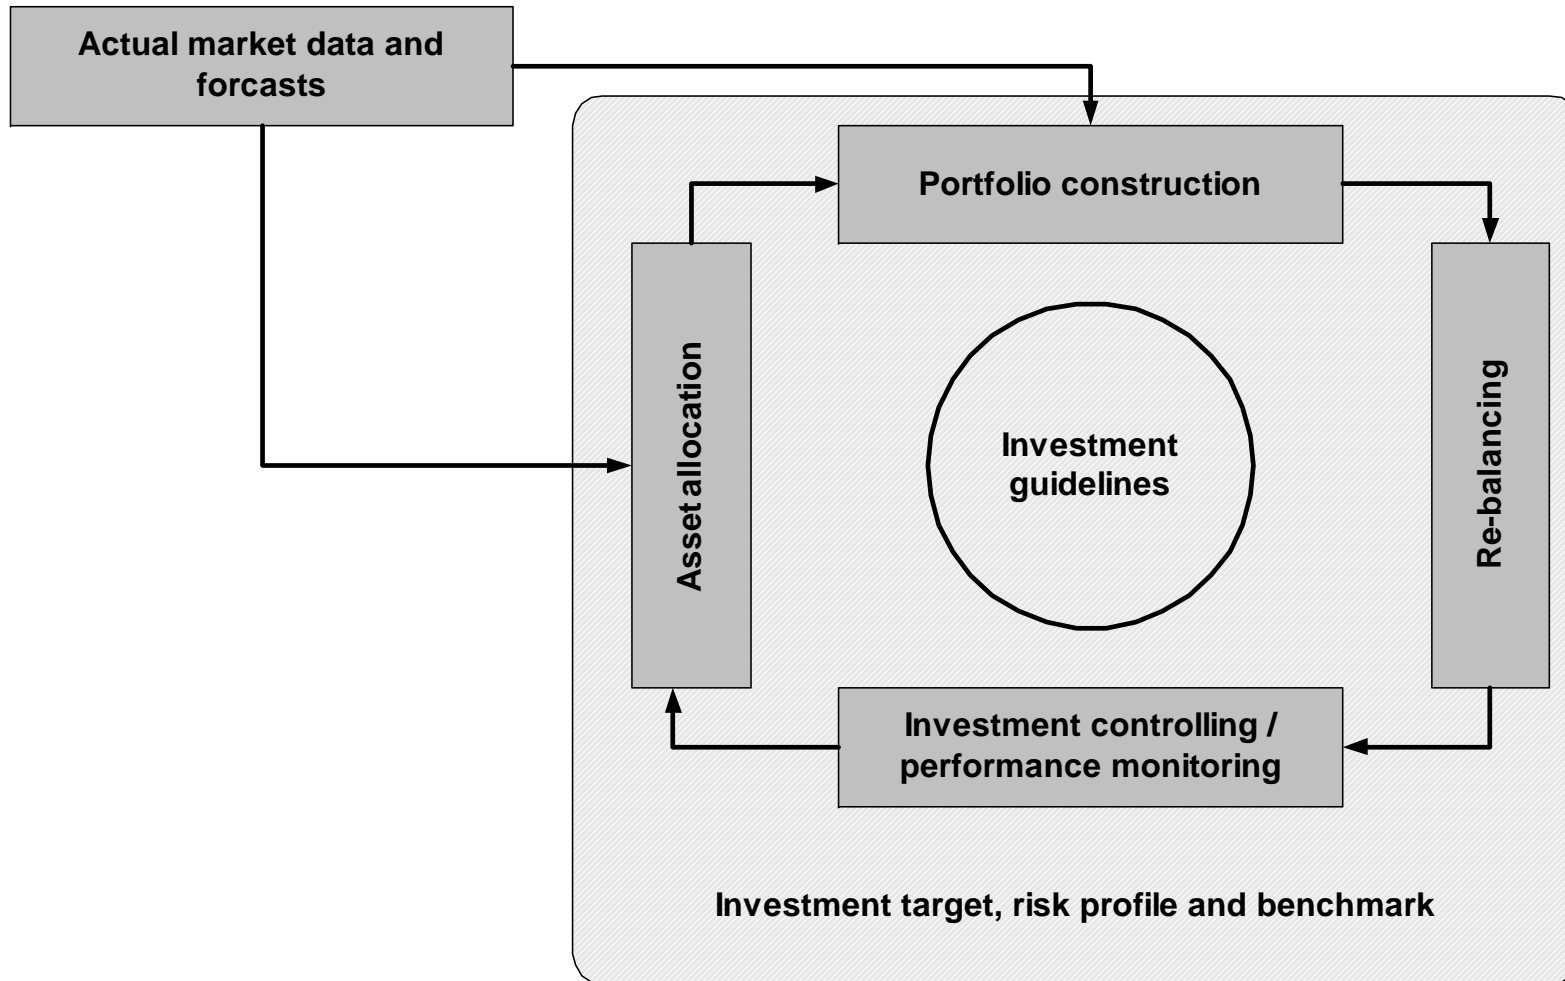 Actual market data and
forcasts
Portfolio construction
Asset allocation
Investment
guidelines
Re-balancing
Investment controlling /
performance monitoring
Investment target, risk profile and benchmark